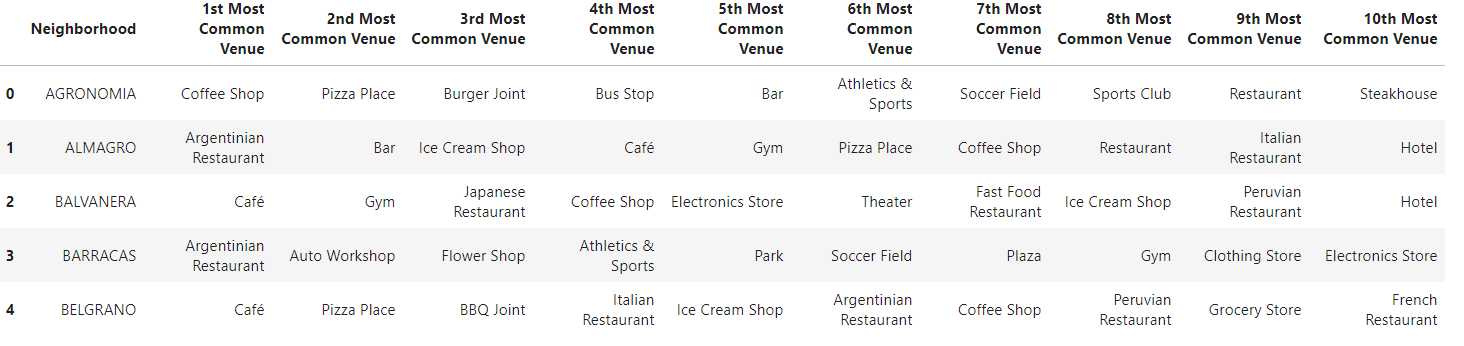 Neighborhood 1st Most Common Venue 2nd Most Common Venue 3rd Most Common Venue 4th Most Common Venue 5th Most Common Venue 6th Most Common Venue 7th Most Common Venue 8th Most Common Venue 9th Most Common Venue 10th Most Common Venue
0 AGRONOMIA Coffee Shop Pizza Place Burger Joint Bus Stop Bar Athletics & Sports Soccer Field Sports Club Restaurant Steakhouse
1 ALMAGRO Argentinian Restaurant Bar Ice Cream Shop Café Gym Pizza Place Coffee Shop Restaurant Italian Restaurant Hotel
2 BALVANERA Café Gym Japanese Restaurant Coffee Shop Electronics Store Theater Fast Food Restaurant Ice Cream Shop Peruvian Restaurant Hotel
3 BARRACAS Argentinian Restaurant Auto Workshop Flower Shop Athletics & Sports Park Soccer Field Plaza Gym Clothing Store Electronics Store
4 BELGRANO Café Pizza Place BBQ Joint Italian Restaurant Ice Cream Shop Argentinian Restaurant Coffee Shop Peruvian Restaurant Grocery Store French Restaurant